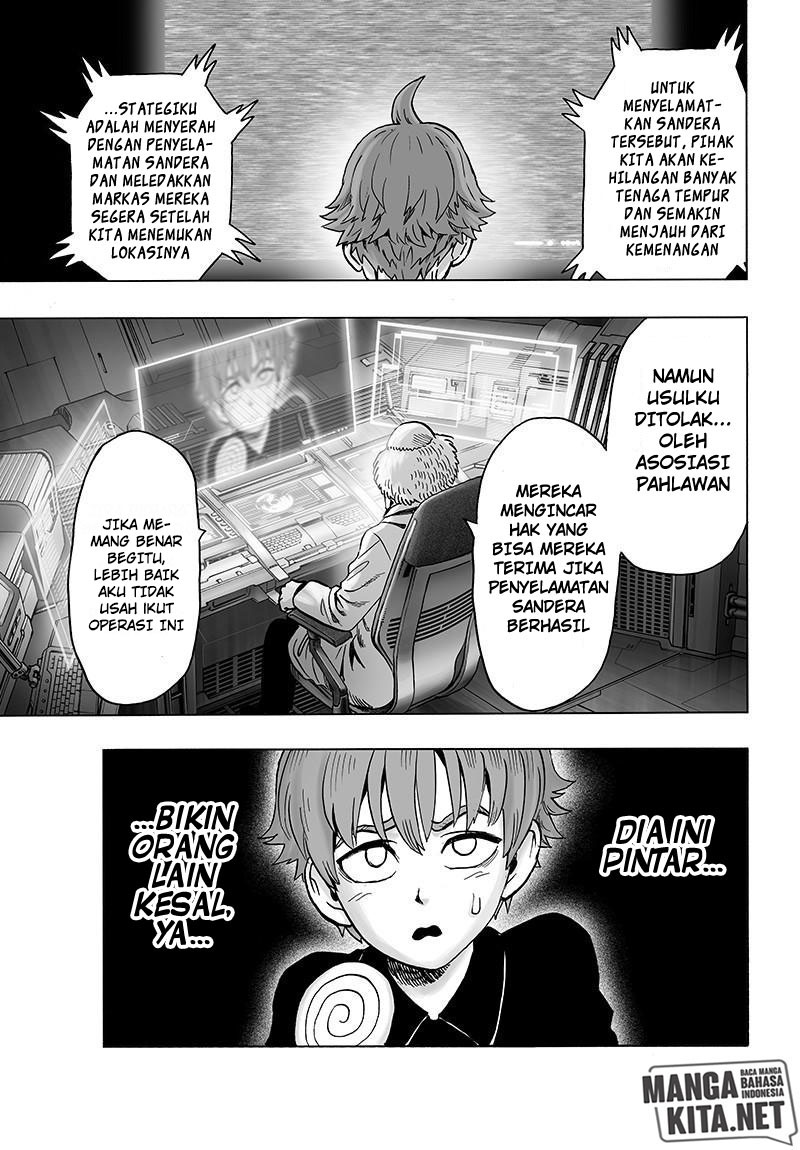 UNTUK
MENYELAMAT-
KAN SANDERA
TERSEBUT, PIHAK
KITA AKAN KE-
HILANGAN BANYAK
TENAGA TEMPUR
DAN SEMAKIN
MENJAUH DARI
KEMENANGAN
...STATEGIKU
ADALAH MENYERAH
DENGAN PENYELA-
MATAN SANDERA
DAN MELEDAKKAN
MARKAS MEREKA
SEGERA SETELAH
KITA MENEMUKAN
LOKASINYA
NAMUN
USULKU
DITOLAK...
OLEH
ASOSIASI
PAHLAWAN
MEREKA
MENGINCAR
HAK YANG
BISA MEREKA
TERIMA JIKA
PENYELAMATAN
SANDERA
BERHASIL
JIKA ME-
MANG BENAR
BEGITU,
LEBIH BAIK
AKU TIDAK
USAH IKUT
OPERASI INI
DIA INI
PINTAR...
...BIKIN
ORANG
LAIN
KESAL,
YA...
MANGA
BACA MANGA
BAHASA
INDONESIA
KITA.NET